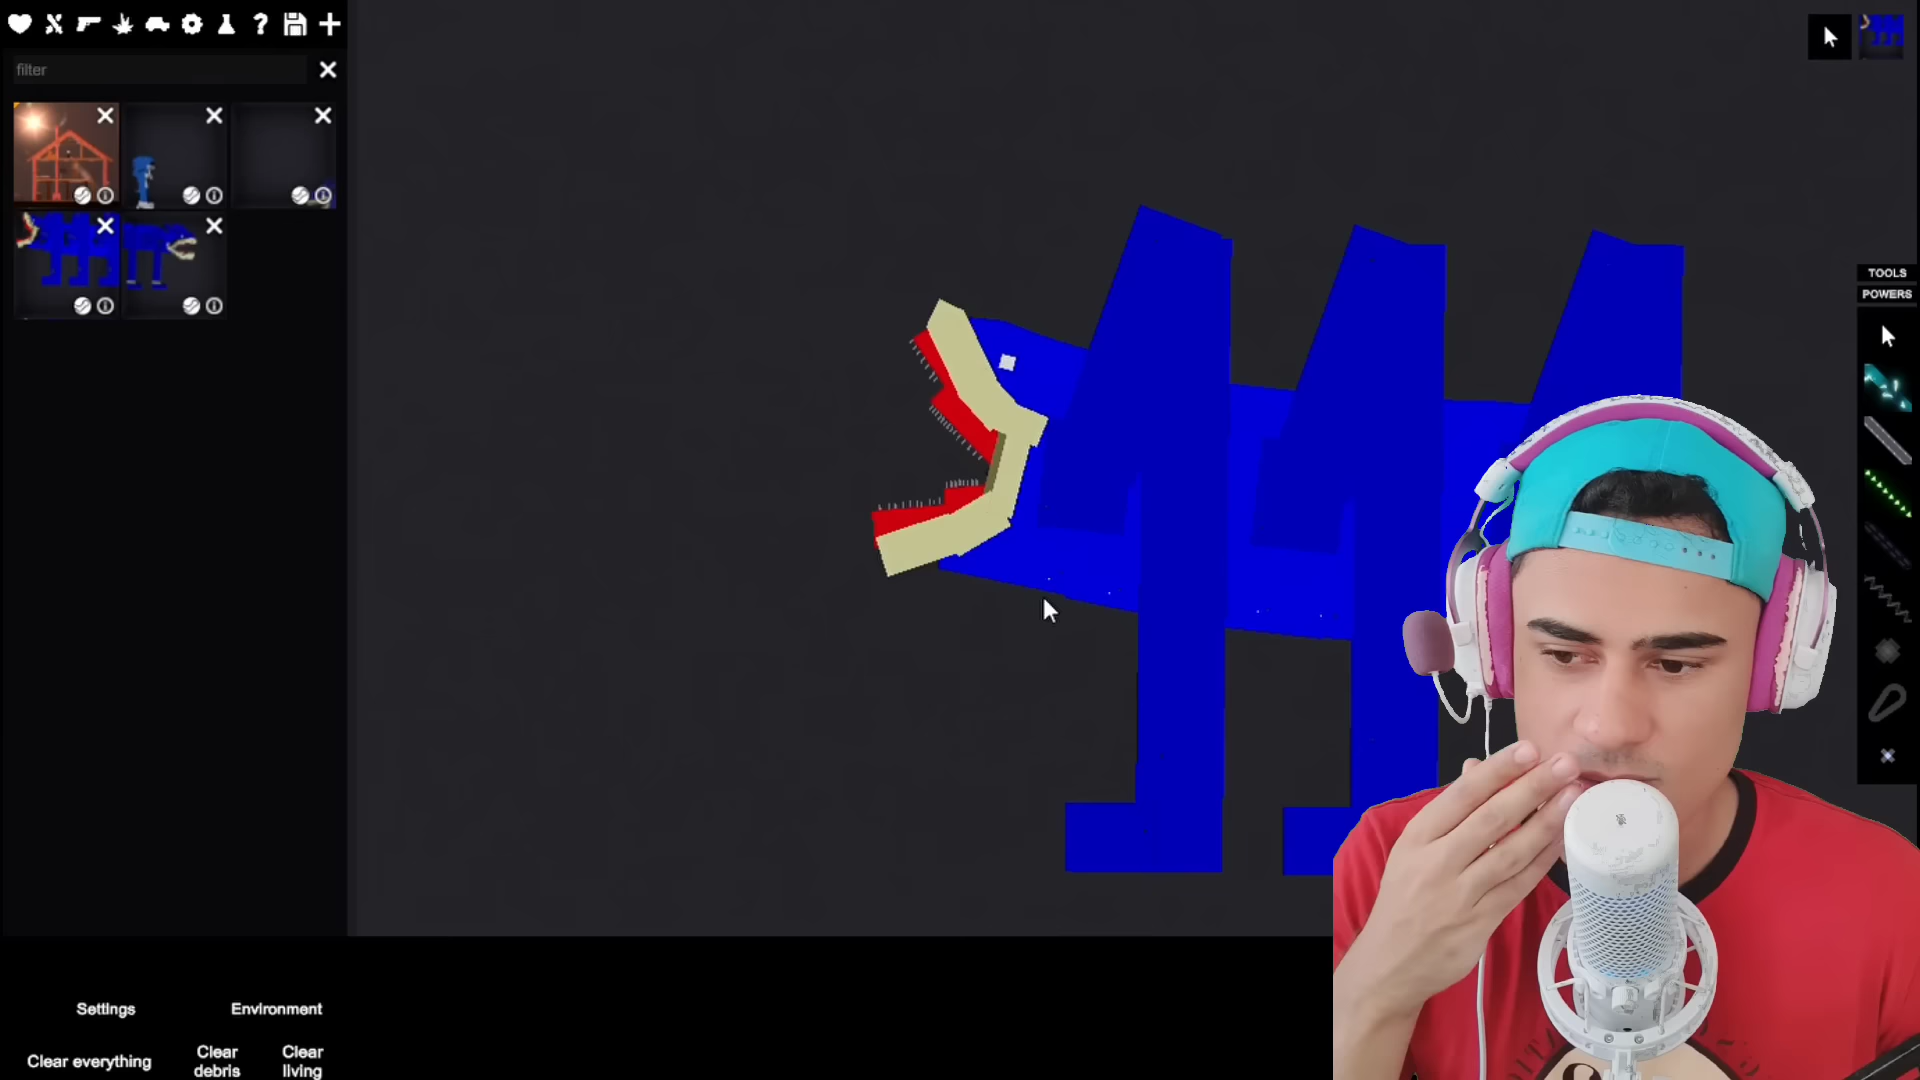 filter
TOOLS
POWERS
Settings
Environment
Clear everything
Clear
debris
Clear
living